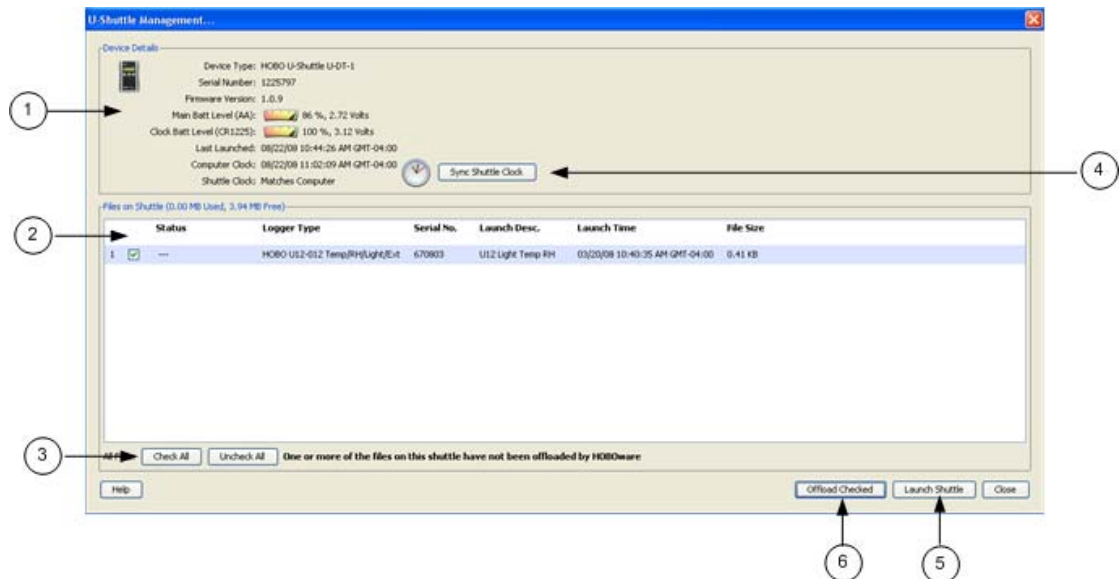 U-Shuttle Management...
Device Details
Device Type: HOBO U-Shuttle U-DT-1
Serial Number: 1225797
Firmware Version: 1.0.9
1
Main Batt Level (AA): 86 %, 2.72 Volts
Clock Batt Level (CR1225): 100 %, 3.12 Volts
Last Launched: 08/22/08 10:44:26 AM GMT-04:00
Computer Clock: 08/22/08 11:02:09 AM GMT-04:00
Sync Shuttle Clock
4
Shuttle Clock: Matches Computer
Files on Shuttle (0.00 MB Used, 3.94 MB Free)
2
Status Logger Type Serial No. Launch Desc. Launch Time File Size
1 --- HOBO U12-012 Temp/RH/Light/Ext 670803 U12 Light Temp RH 03/20/08 10:40:35 AM GMT-04:00 0.41 KB
3
All Check All Uncheck All One or more of the files on this shuttle have not been offloaded by HOBOware
Help Offload Checked Launch Shuttle Close
6 5